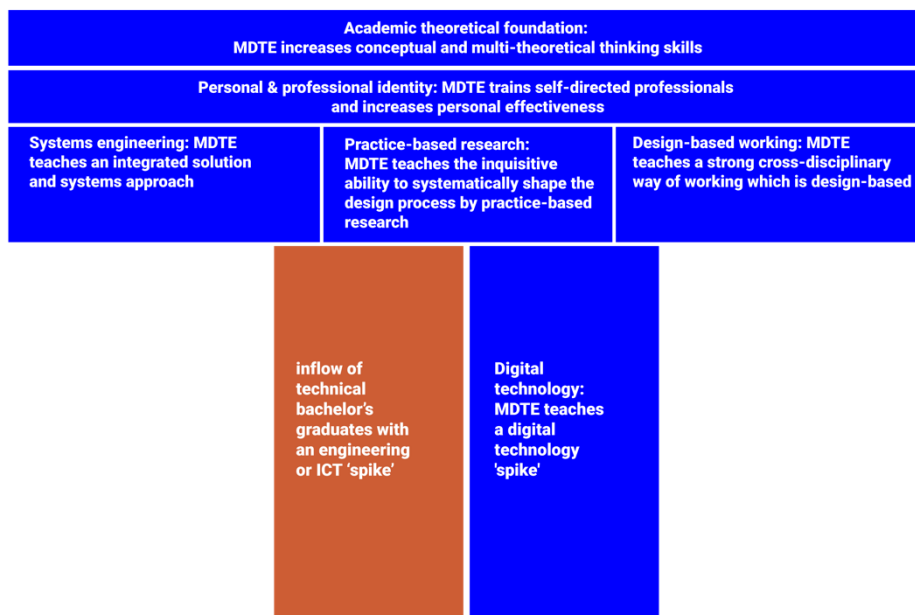 Academic theoretical foundation:
MDTE increases conceptual and multi-theoretical thinking skills
Personal & professional identity: MDTE trains self-directed professionals
and increases personal effectiveness
Systems engineering: MDTE
teaches an integrated solution
and systems approach
Practice-based research:
MDTE teaches the inquisitive
ability to systematically shape the
design process by practice-based
research
Design-based working: MDTE
teaches a strong cross-disciplinary
way of working which is design-based
inflow of
technical
bachelor’s
graduates with
an engineering
or ICT ‘spike’
Digital
technology:
MDTE teaches
a digital
technology
'spike'